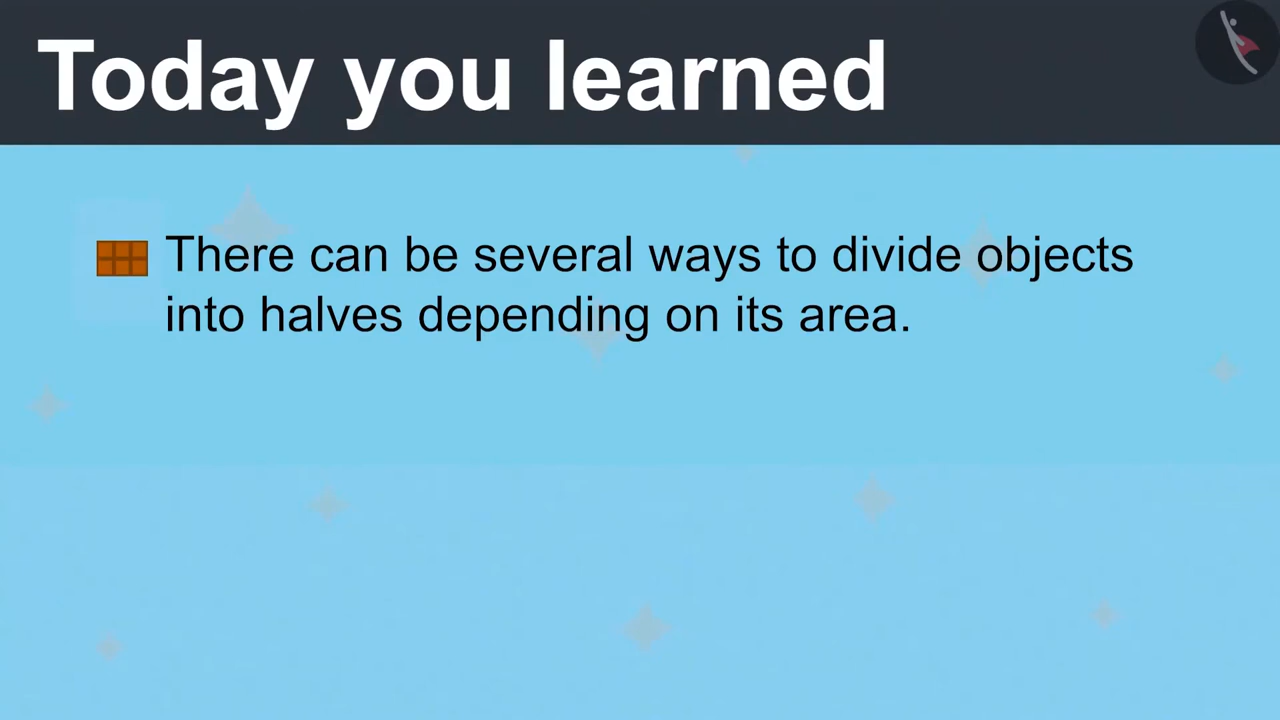 Today you learned
There can be several ways to divide objects
into halves depending on its area.